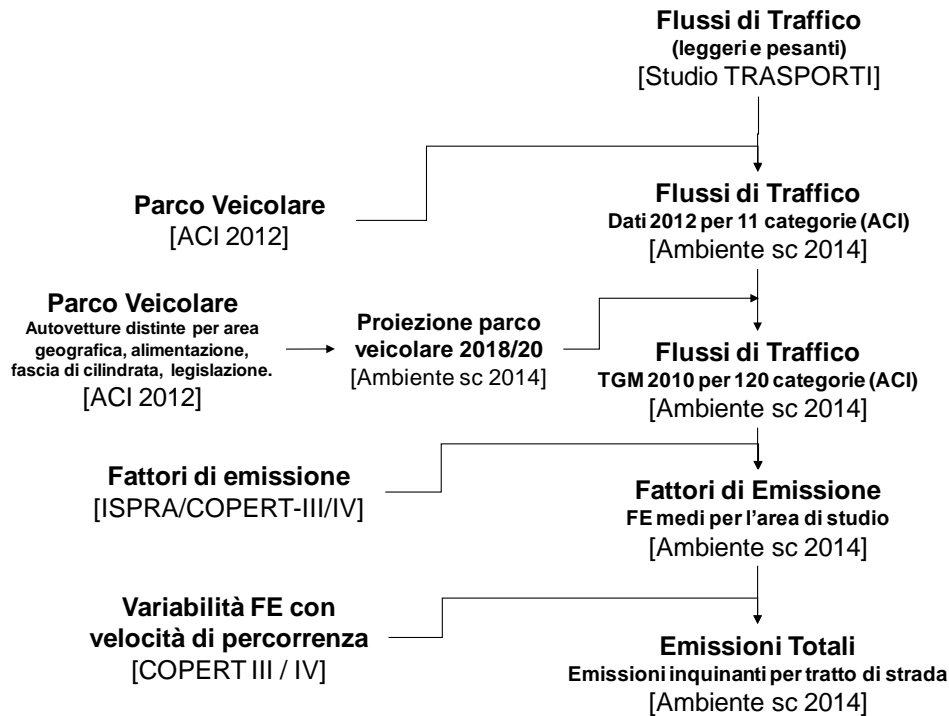 Flussi di Traffico
(leggeri e pesanti)
[Studio TRASPORTI]
Parco Veicolare
[ACI 2012]
Flussi di Traffico
Dati 2012 per 11 categorie (ACI)
[Ambiente sc 2014]
Parco Veicolare
Autovetture distinte per area
geografica, alimentazione,
fascia di cilindrata, legislazione.
[ACI 2012]
Proiezione parco
veicolare 2018/20
[Ambiente sc 2014]
Flussi di Traffico
TGM 2010 per 120 categorie (ACI)
[Ambiente sc 2014]
Fattori di emissione
[ISPRA/COPERT-III/IV]
Fattori di Emissione
FE medi per l'area di studio
[Ambiente sc 2014]
Variabilità FE con
velocità di percorrenza
[COPERT III / IV]
Emissioni Totali
Emissioni inquinanti per tratto di strada
[Ambiente sc 2014]